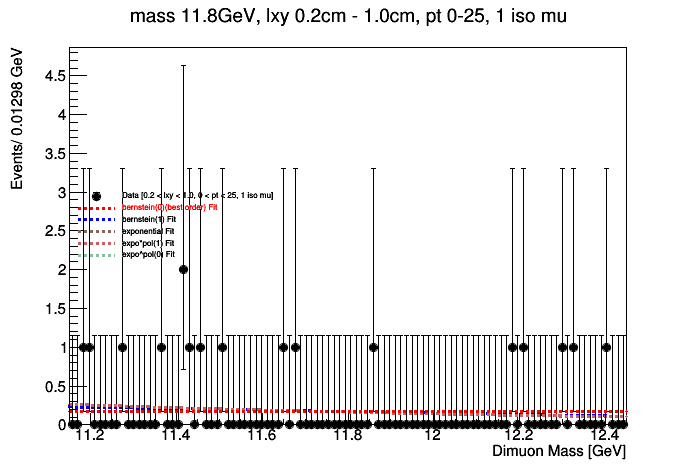 mass 11.8GeV, lxy 0.2cm - 1.0cm, pt 0-25, 1 iso mu
Events/ 0.01298 GeV
4.5
4
3.5
3
2.5
2
1.5
1
0.5
0
Data [0.2 < lxy < 1.0, 0 < pt < 25, 1 iso mu]
bernstein(0)(best order) Fit
bernstein(1) Fit
exponential Fit
expo*pol(1) Fit
expo*pol(0) Fit
11.2 11.4 11.6 11.8 12 12.2 12.4
Dimuon Mass [GeV]